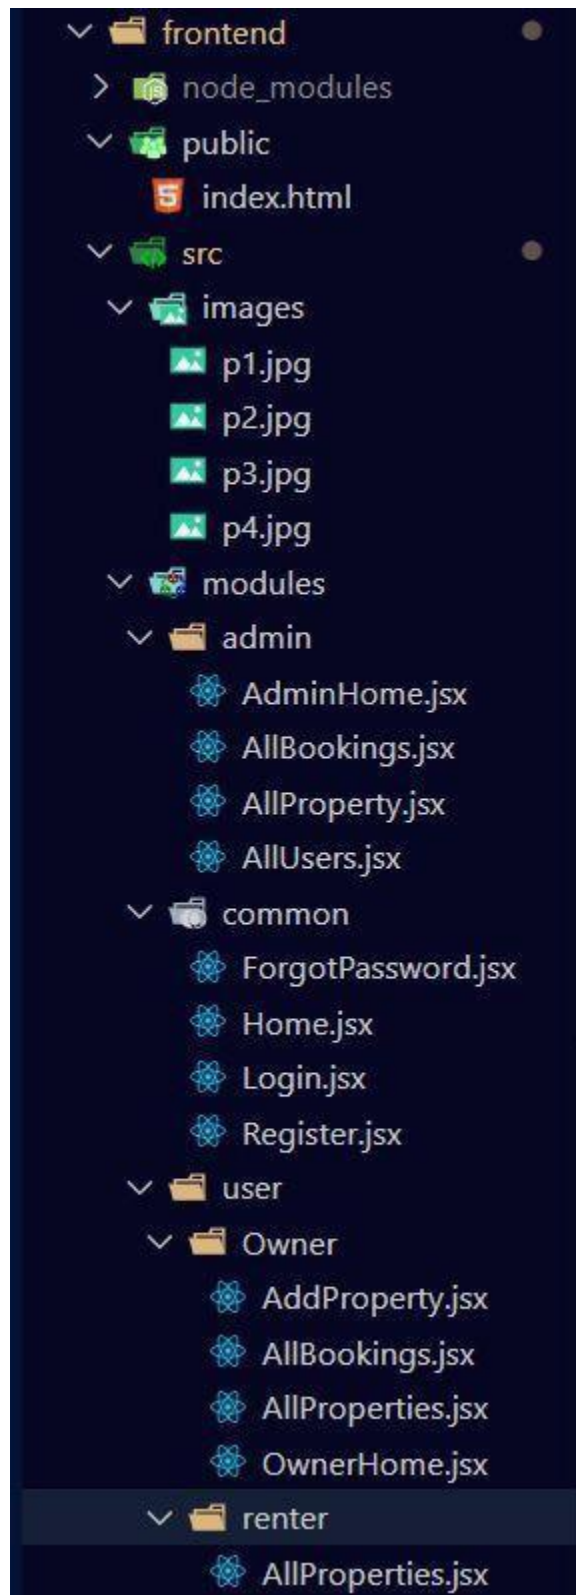 frontend
node_modules
public
index.html
src
images
p1.jpg
p2.jpg
p3.jpg
p4.jpg
modules
admin
AdminHome.jsx
AllBookings.jsx
AllProperty.jsx
AllUsers.jsx
common
ForgotPassword.jsx
Home.jsx
Login.jsx
Register.jsx
user
Owner
AddProperty.jsx
AllBookings.jsx
AllProperties.jsx
OwnerHome.jsx
renter
AllProperties.jsx